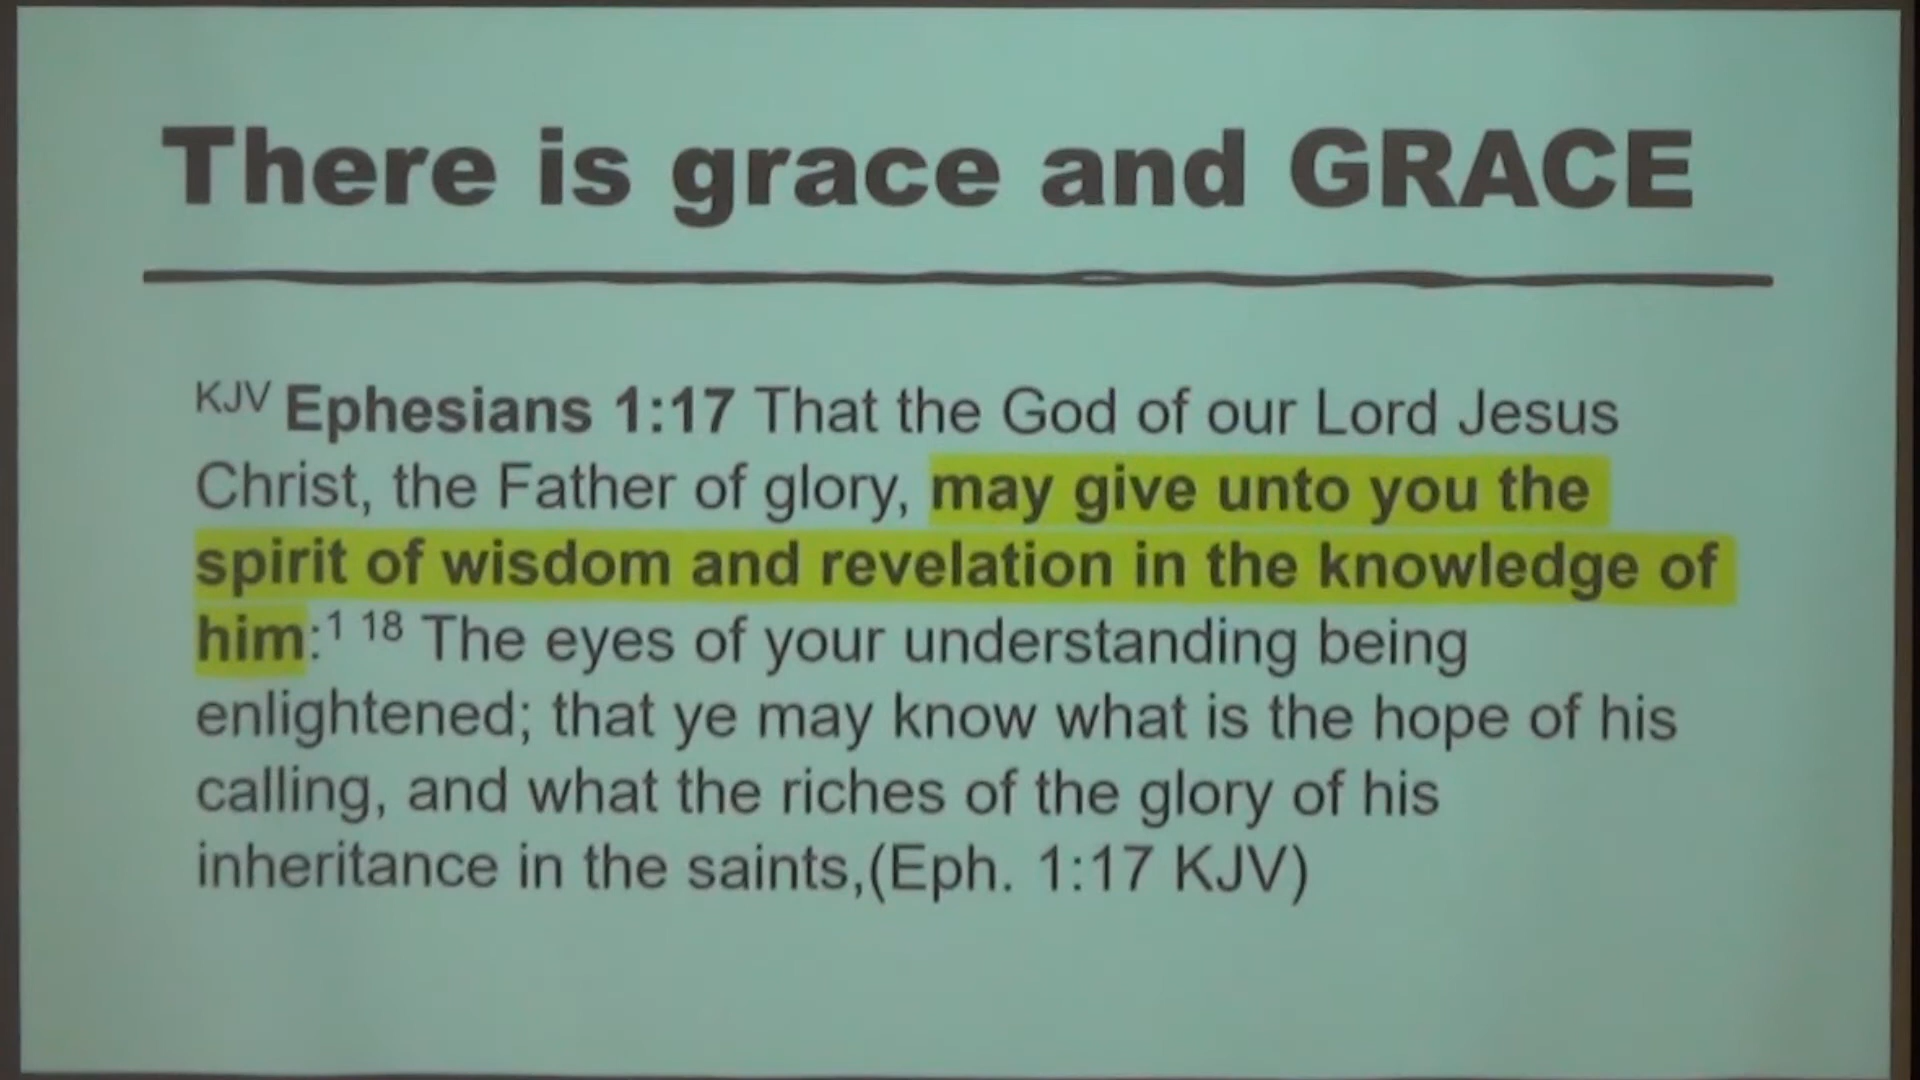 There is grace and GRACE
KJV Ephesians 1:17 That the God of our Lord Jesus
Christ, the Father of glory, may give unto you the
spirit of wisdom and revelation in the knowledge of
him:1 18 The eyes of your understanding being
enlightened; that ye may know what is the hope of his
calling, and what the riches of the glory of his
inheritance in the saints,(Eph. 1:17 KJV)